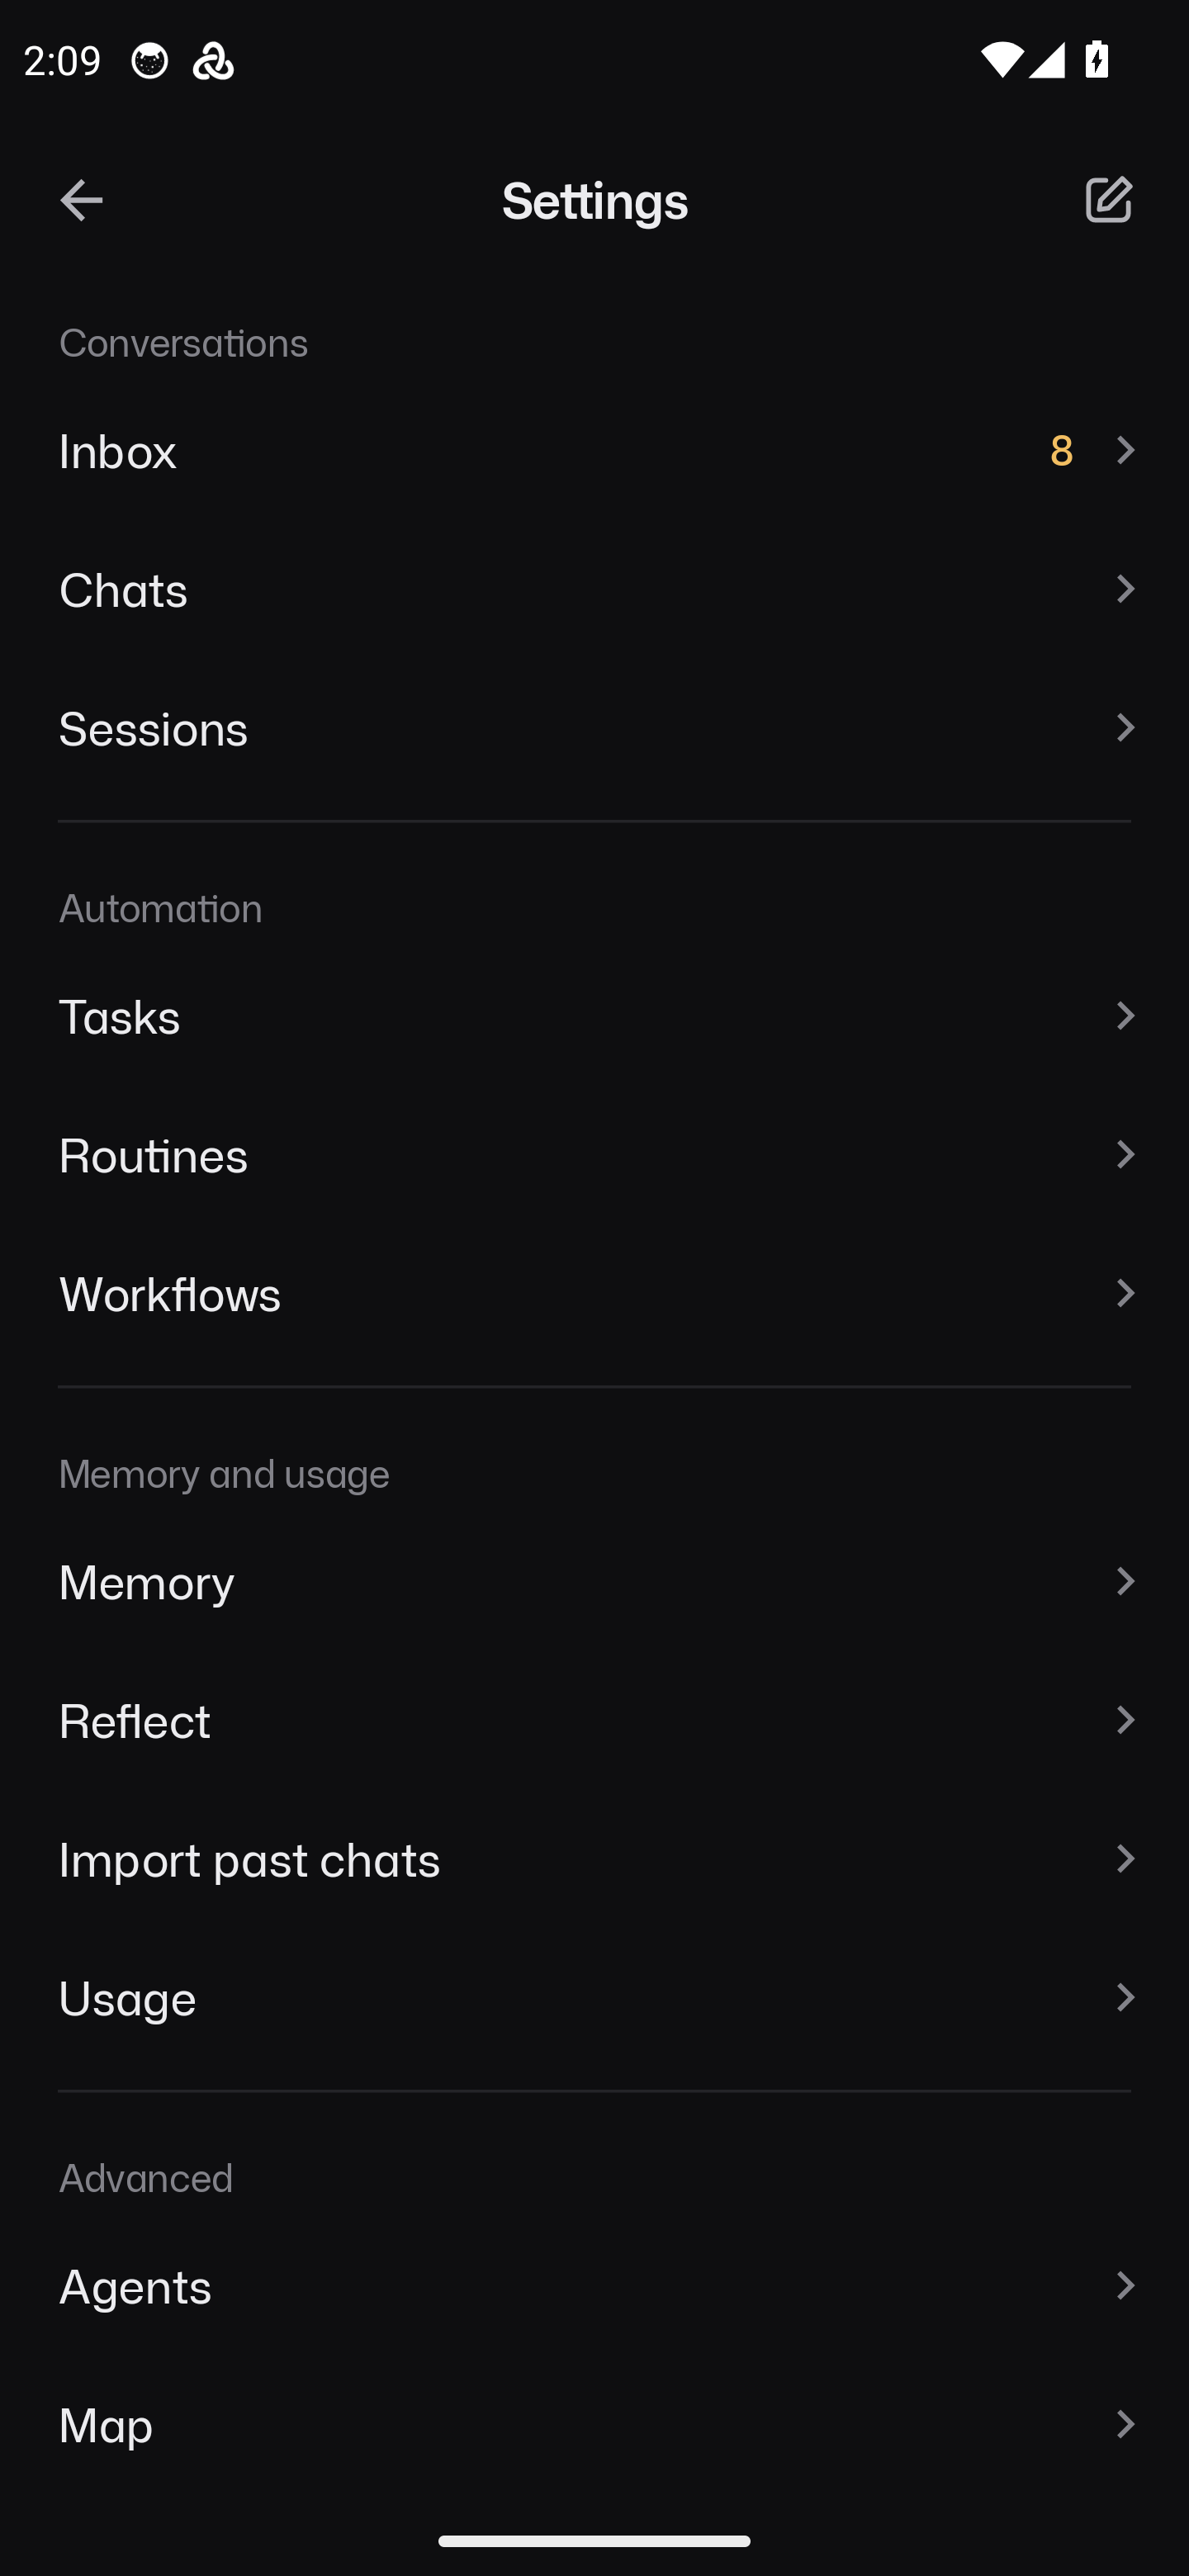 2:09
Settings
Conversations
Inbox 8
Chats
Sessions
Automation
Tasks
Routines
Workflows
Memory and usage
Memory
Reflect
Import past chats
Usage
Advanced
Agents
Map